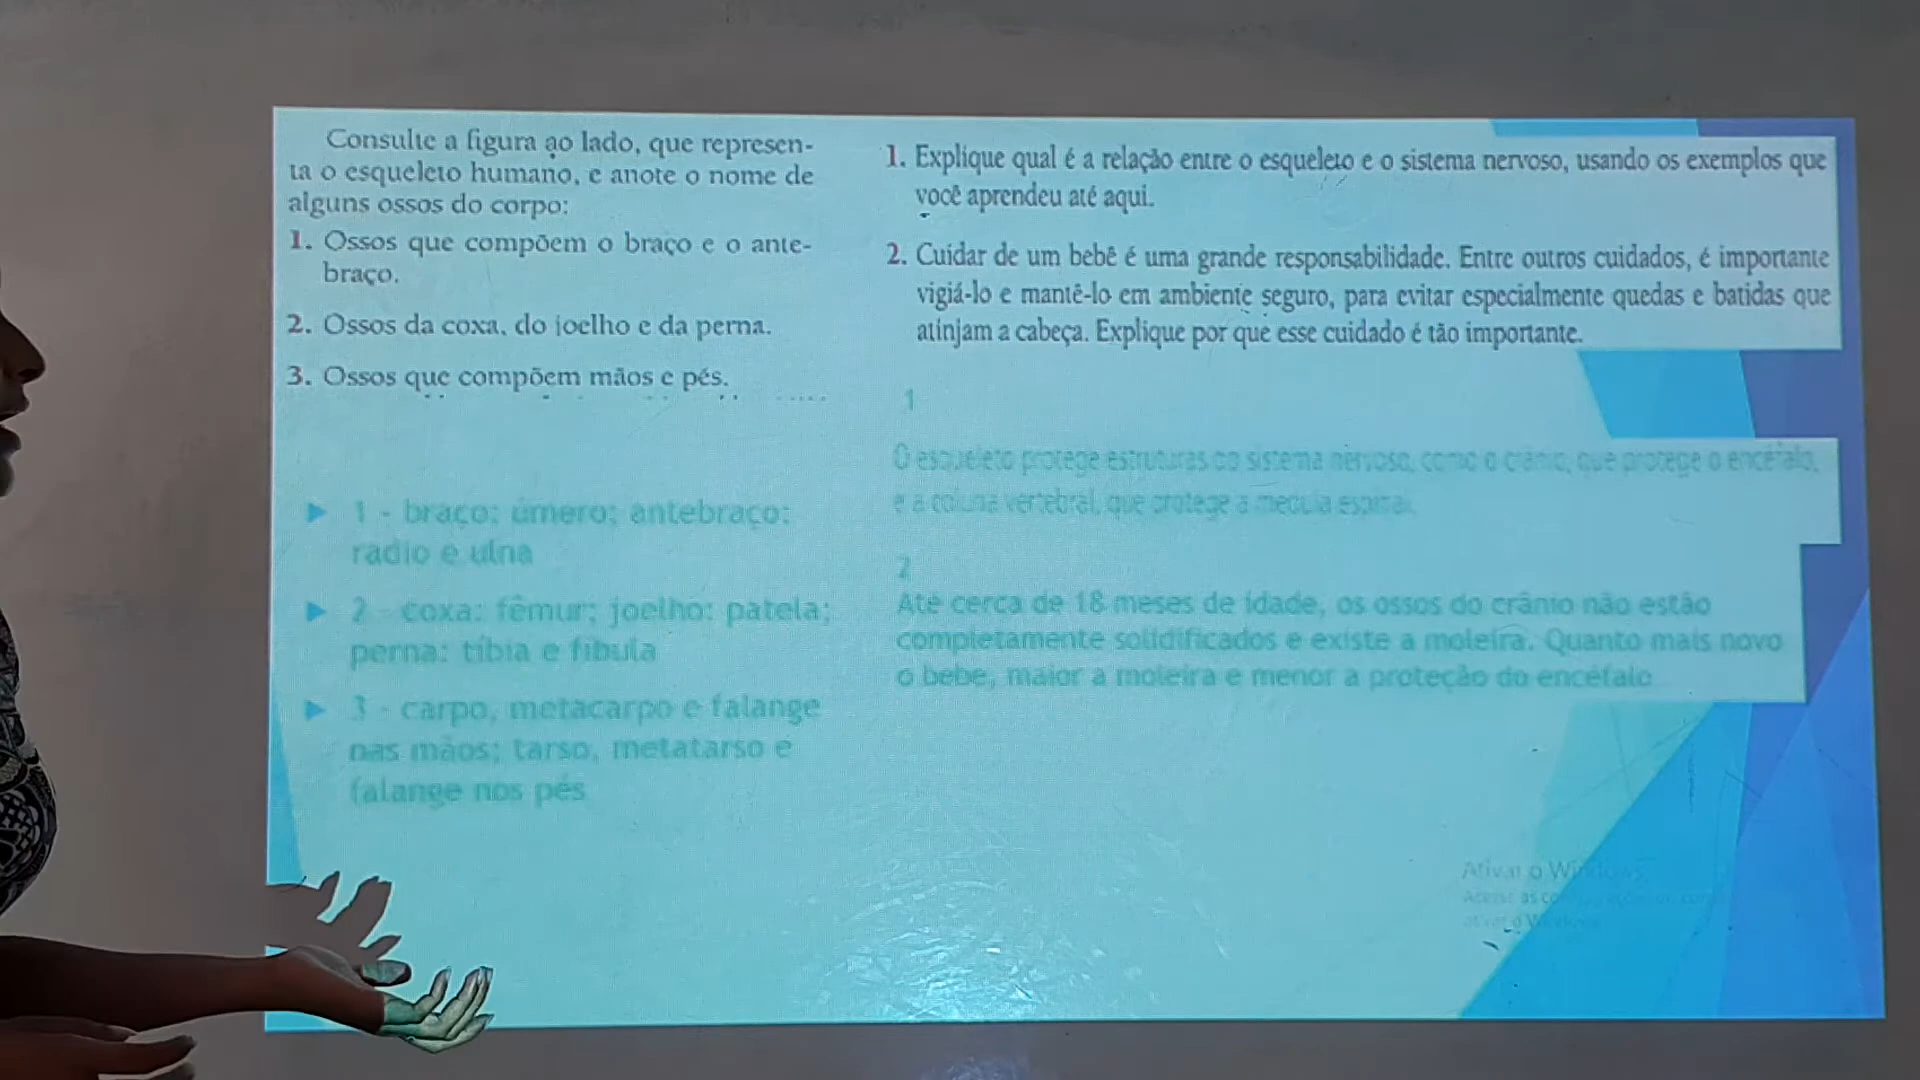 Consulte a figura ao lado, que represen-
ta o esqueleto humano, e anote o nome de
alguns ossos do corpo:
1. Ossos que compõem o braço e o ante-
braço.
2. Ossos da coxa, do joelho e da perna.
3. Ossos que compõem mãos e pés.
1 - braço: úmero; antebraço:
rádio e ulna
2 - coxa: fêmur; joelho: patela;
perna: tíbia e fíbula
3 - carpo, metacarpo e falange
nas mãos; tarso, metatarso e
falange nos pés
1. Explique qual é a relação entre o esqueleto e o sistema nervoso, usando os exemplos que
você aprendeu até aqui.
2. Cuidar de um bebê é uma grande responsabilidade. Entre outros cuidados, é importante
vigiá-lo e mantê-lo em ambiente seguro, para evitar especialmente quedas e batidas que
atinjam a cabeça. Explique por que esse cuidado é tão importante.
1
O esqueleto protege estruturas do sistema nervoso, como o crânio, que protege o encéfalo,
e a coluna vertebral, que protege a medula espinal.
2
Até cerca de 18 meses de idade, os ossos do crânio não estão
completamente solidificados e existe a moleira. Quanto mais novo
o bebê, maior a moleira e menor a proteção do encéfalo
Ativar o Windows